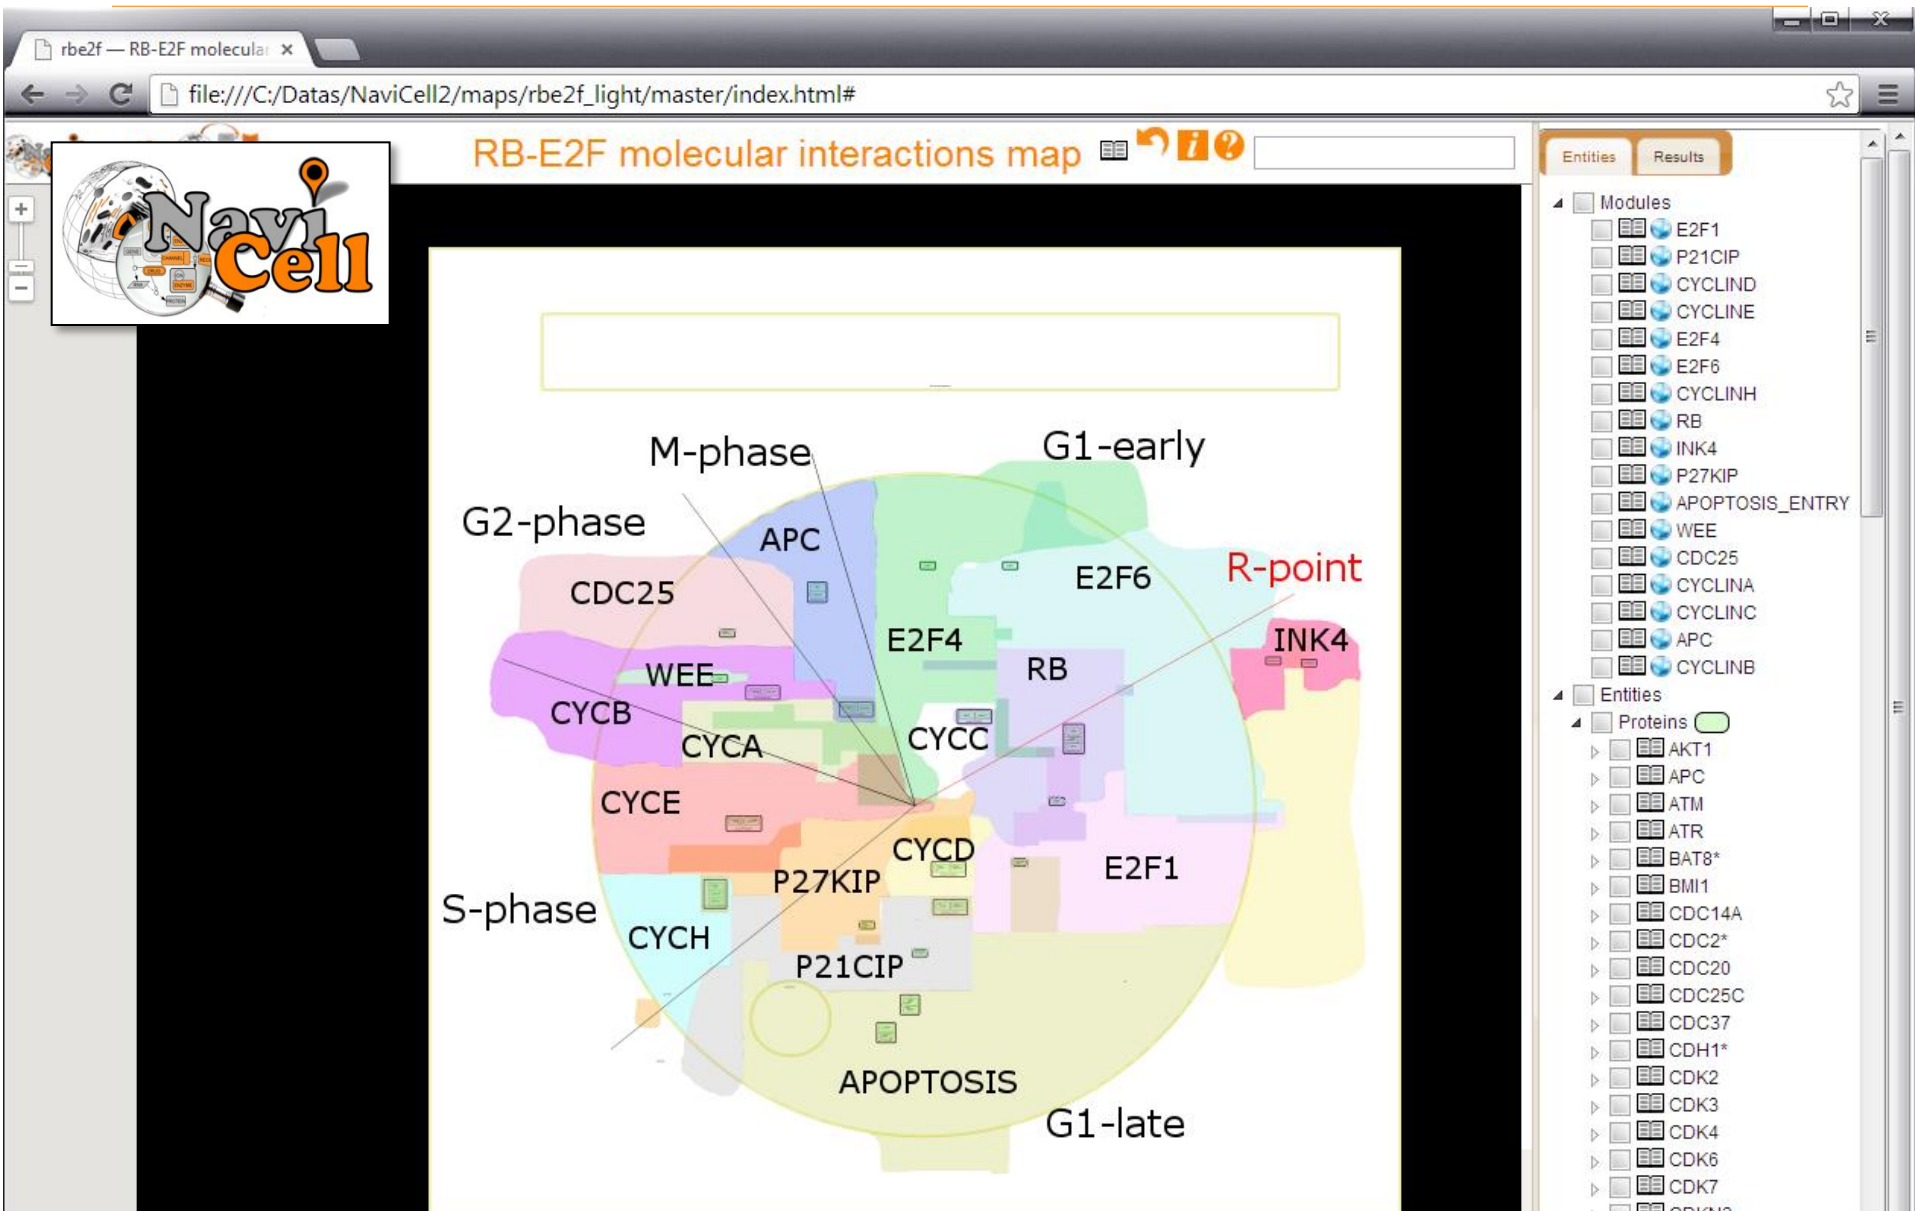 rbe2f — RB-E2F molecular
file:///C:/Datas/NaviCell2/maps/rbe2f_light/master/index.html#
Navi
Cell
RB-E2F molecular interactions map
Entities
Results
M-phase
G1-early
G2-phase
APC
R-point
CDC25
E2F6
E2F4
INK4
WEE
RB
CYCB
CYCA
CYCC
CYCE
CYCD
P27KIP
E2F1
S-phase
CYCH
P21CIP
APOPTOSIS
G1-late
Modules
E2F1
P21CIP
CYCLIND
CYCLINE
E2F4
E2F6
CYCLINH
RB
INK4
P27KIP
APOPTOSIS_ENTRY
WEE
CDC25
CYCLINA
CYCLINC
APC
CYCLINB
Entities
Proteins
AKT1
APC
ATM
ATR
BAT8*
BMI1
CDC14A
CDC2*
CDC20
CDC25C
CDC37
CDH1*
CDK2
CDK3
CDK4
CDK6
CDK7